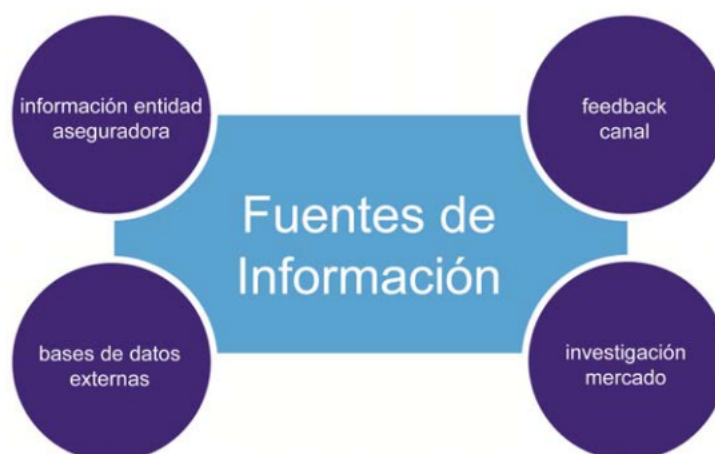 información entidad
aseguradora
feedback
canal
Fuentes de
Información
bases de datos
externas
investigación
mercado